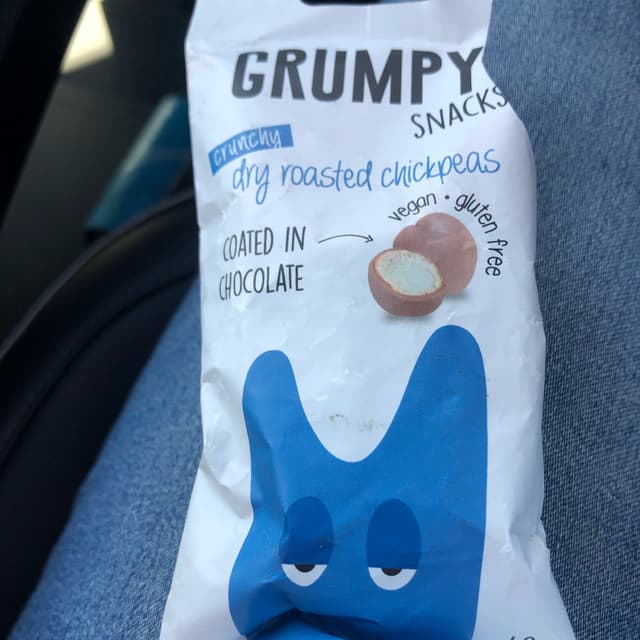 GRUMPY
SNACKS
crunchy
dry roasted chickpeas
vegan • gluten free
COATED IN
CHOCOLATE